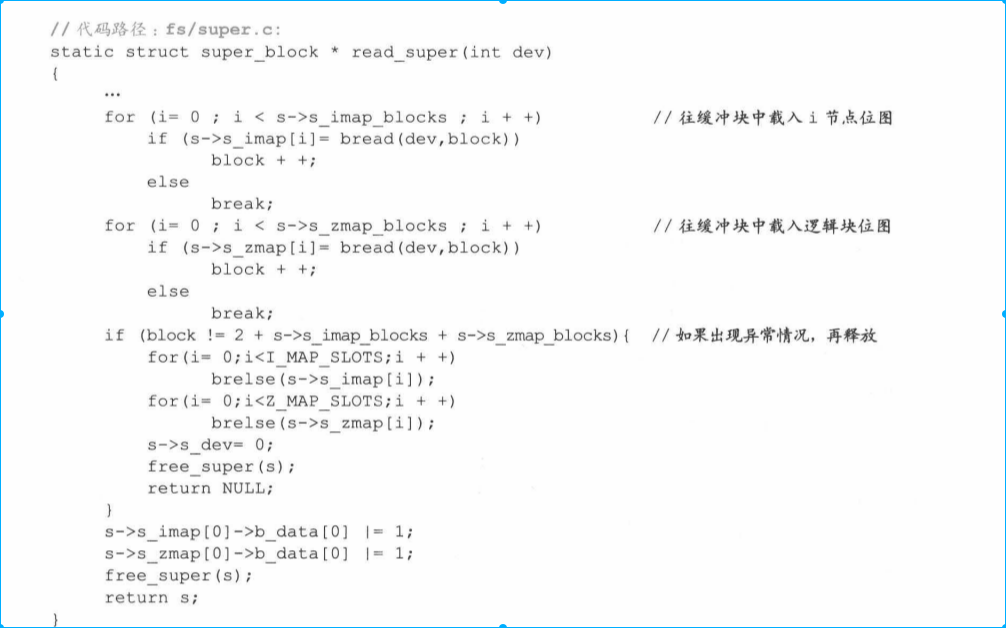 // 代码路径：fs/super.c:
static struct super_block * read_super(int dev)
{
…
for (i= 0 ; i < s->s_imap_blocks ; i + +) // 往缓冲块中载入 i 节点位图
if (s->s_imap[i]= bread(dev,block))
block + +;
else
break;
for (i= 0 ; i < s->s_zmap_blocks ; i + +) // 往缓冲块中载入逻辑块位图
if (s->s_zmap[i]= bread(dev,block))
block + +;
else
break;
if (block != 2 + s->s_imap_blocks + s->s_zmap_blocks){ // 如果出现异常情况，再释放
for(i= 0;i<I_MAP_SLOTS;i + +)
brelse(s->s_imap[i]);
for(i= 0;i<Z_MAP_SLOTS;i + +)
brelse(s->s_zmap[i]);
s->s_dev= 0;
free_super(s);
return NULL;
}
s->s_imap[0]->b_data[0] |= 1;
s->s_zmap[0]->b_data[0] |= 1;
free_super(s);
return s;
}